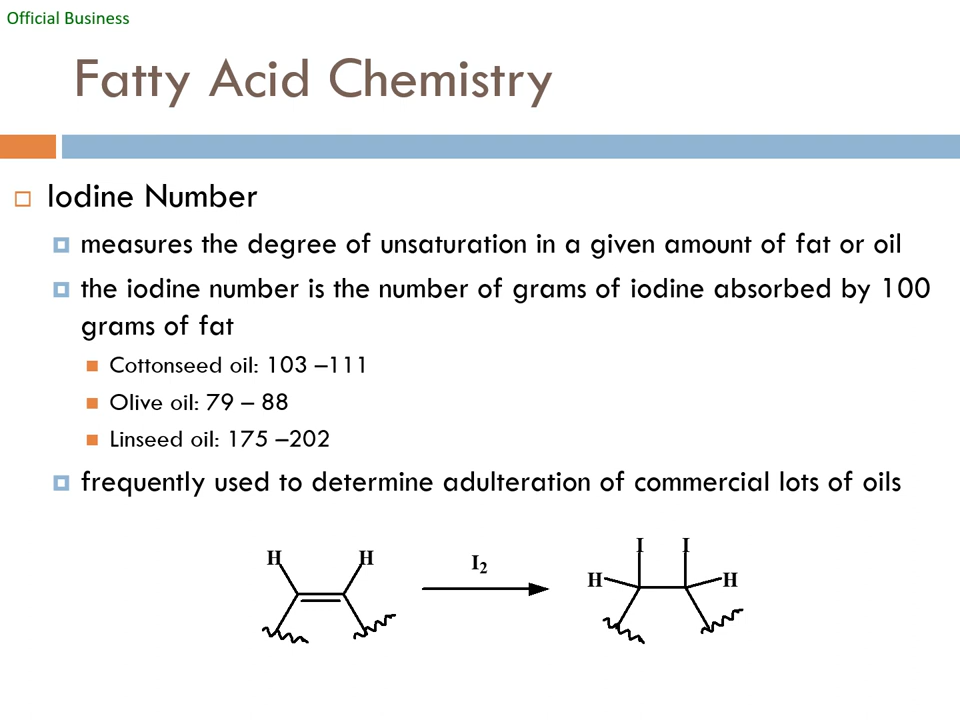 Official Business
Fatty Acid Chemistry
Iodine Number
measures the degree of unsaturation in a given amount of fat or oil
the iodine number is the number of grams of iodine absorbed by 100
grams of fat
Cottonseed oil: 103 –111
Olive oil: 79 – 88
Linseed oil: 175 –202
frequently used to determine adulteration of commercial lots of oils
H H I₂ I I
H H